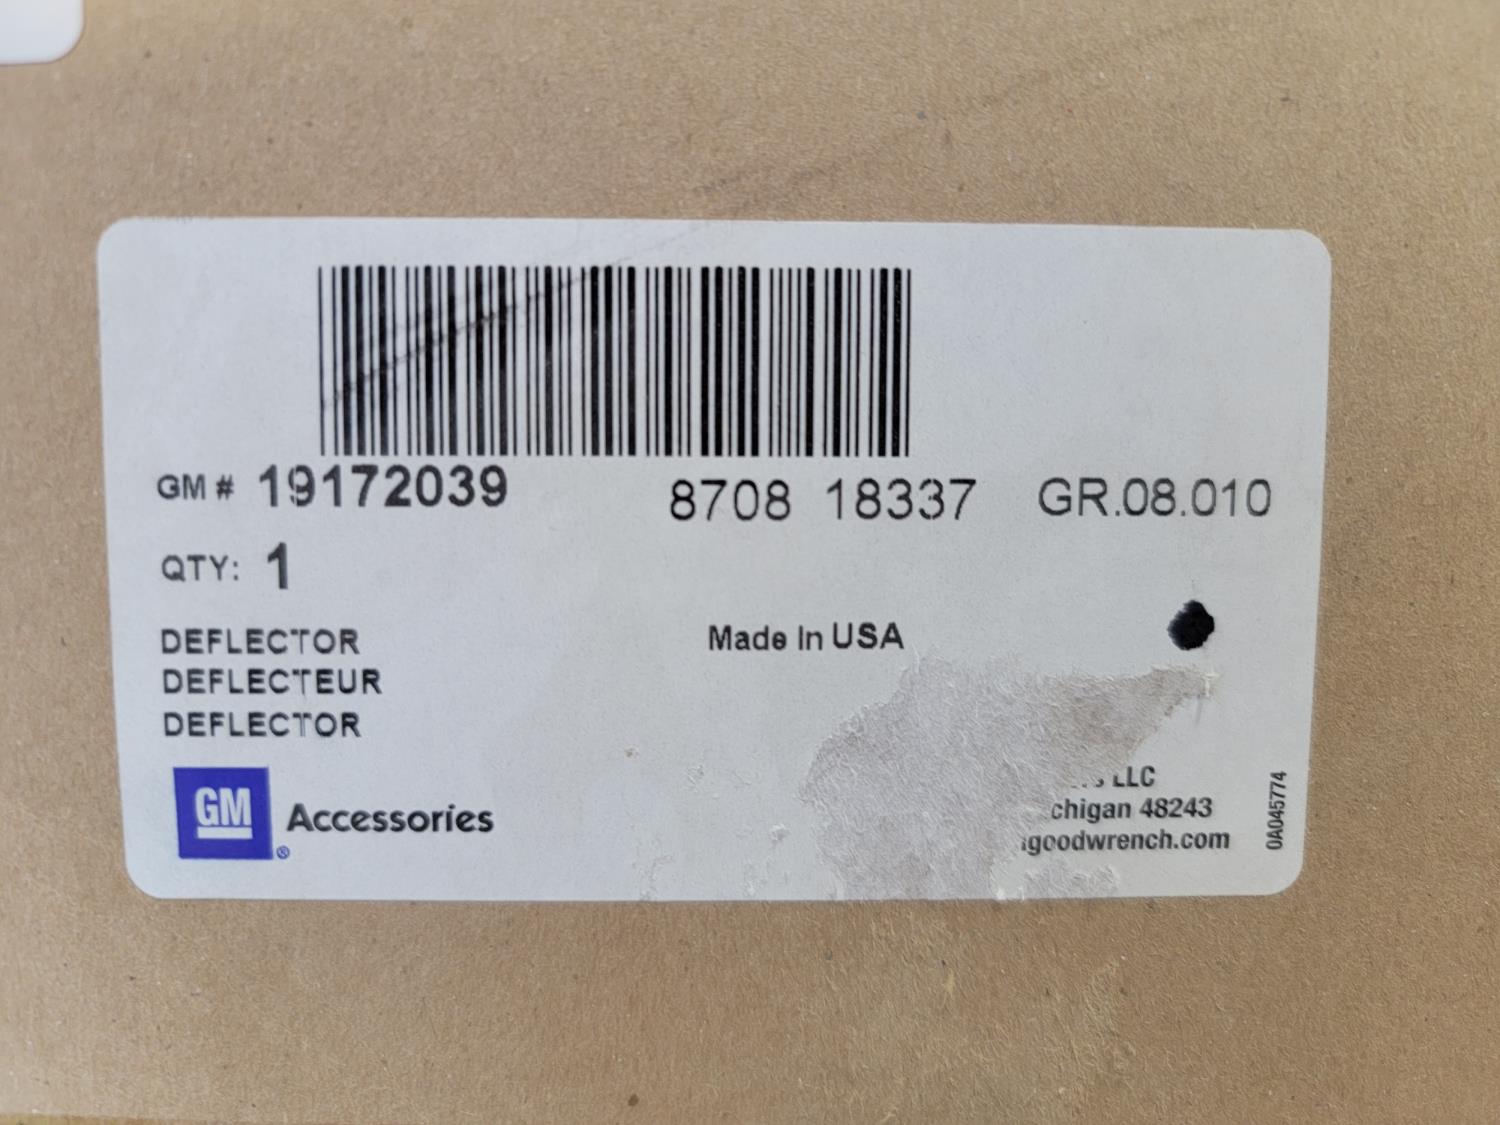 GM # 19172039 8708 18337 GR.08.010
QTY: 1
DEFLECTOR
DEFLECTEUR
DEFLECTOR
Made In USA
GM
® Accessories
LLC
chigan 48243
goodwrench.com
0A045774